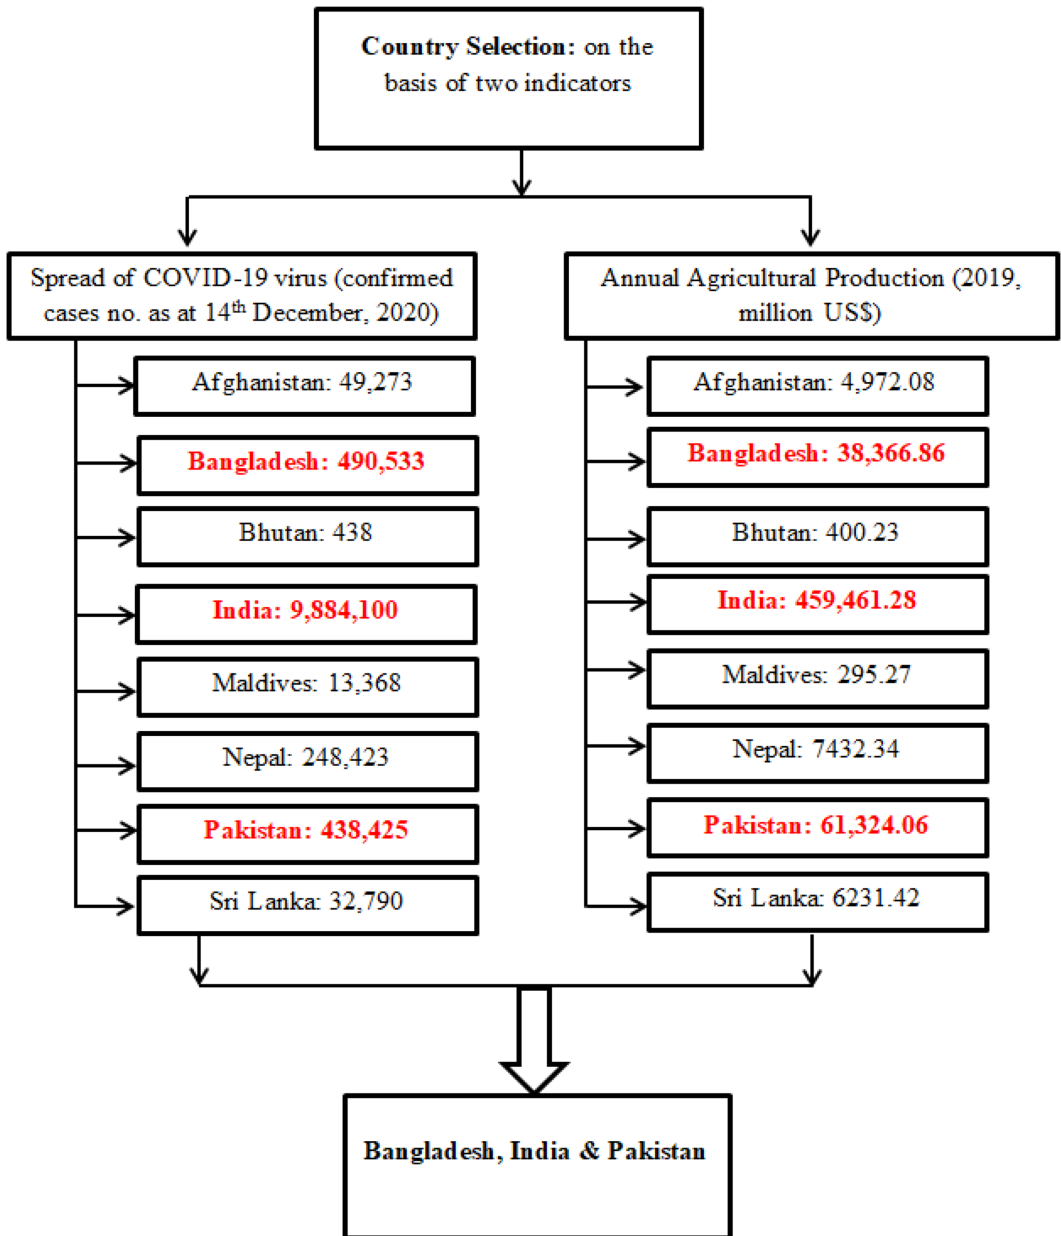 Country Selection: on the
basis of two indicators
Spread of COVID-19 virus (confirmed
cases no. as at 14th December, 2020)
Afghanistan: 49,273
Bangladesh: 490,533
Bhutan: 438
India: 9,884,100
Maldives: 13,368
Nepal: 248,423
Pakistan: 438,425
Sri Lanka: 32,790
Annual Agricultural Production (2019,
million US$)
Afghanistan: 4,972.08
Bangladesh: 38,366.86
Bhutan: 400.23
India: 459,461.28
Maldives: 295.27
Nepal: 7432.34
Pakistan: 61,324.06
Sri Lanka: 6231.42
Bangladesh, India & Pakistan